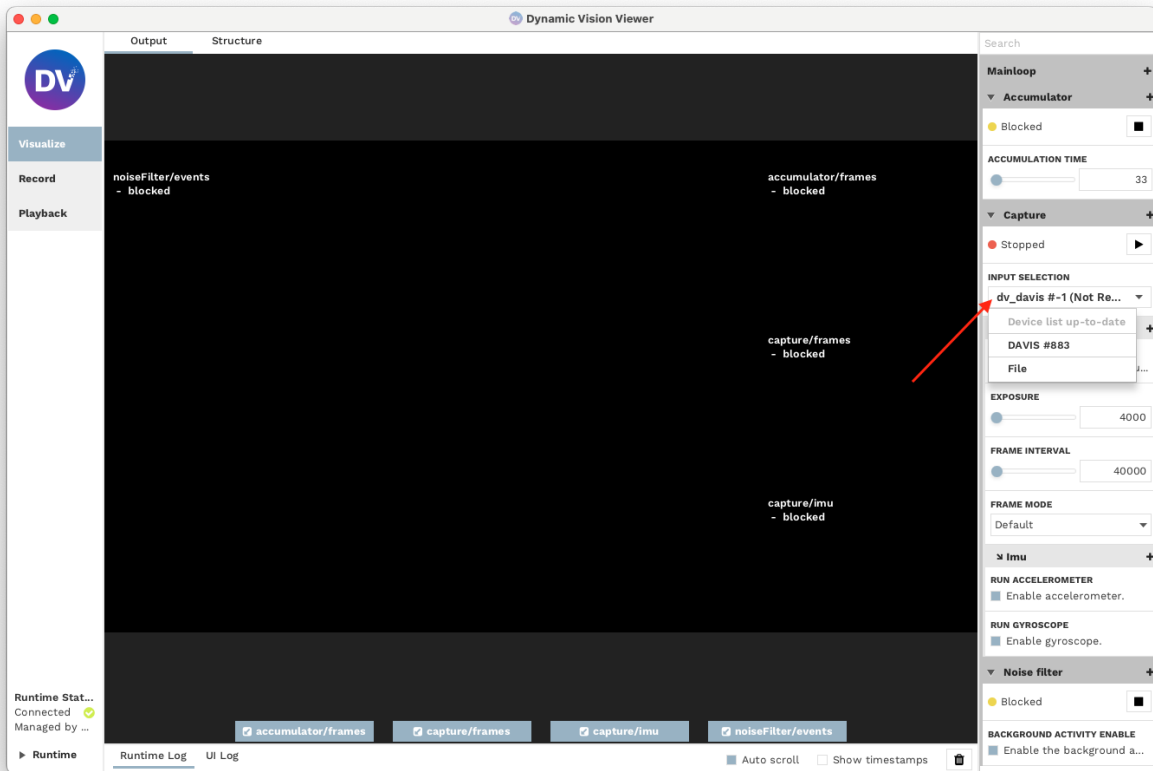 Dynamic Vision Viewer
DV
Output
Structure
Visualize
Record
Playback
noiseFilter/events
- blocked
accumulator/frames
- blocked
capture/frames
- blocked
capture/imu
- blocked
accumulator/frames
capture/frames
capture/imu
noiseFilter/events
Runtime Stat...
Connected
Managed by ...
Runtime
Runtime Log
UI Log
Auto scroll
Show timestamps
Search
Mainloop
Accumulator
Blocked
ACCUMULATION TIME
33
Capture
Stopped
INPUT SELECTION
dv_davis #-1 (Not Re...
Device list up-to-date
DAVIS #883
File
EXPOSURE
4000
FRAME INTERVAL
40000
FRAME MODE
Default
Imu
RUN ACCELEROMETER
Enable accelerometer.
RUN GYROSCOPE
Enable gyroscope.
Noise filter
Blocked
BACKGROUND ACTIVITY ENABLE
Enable the background a...